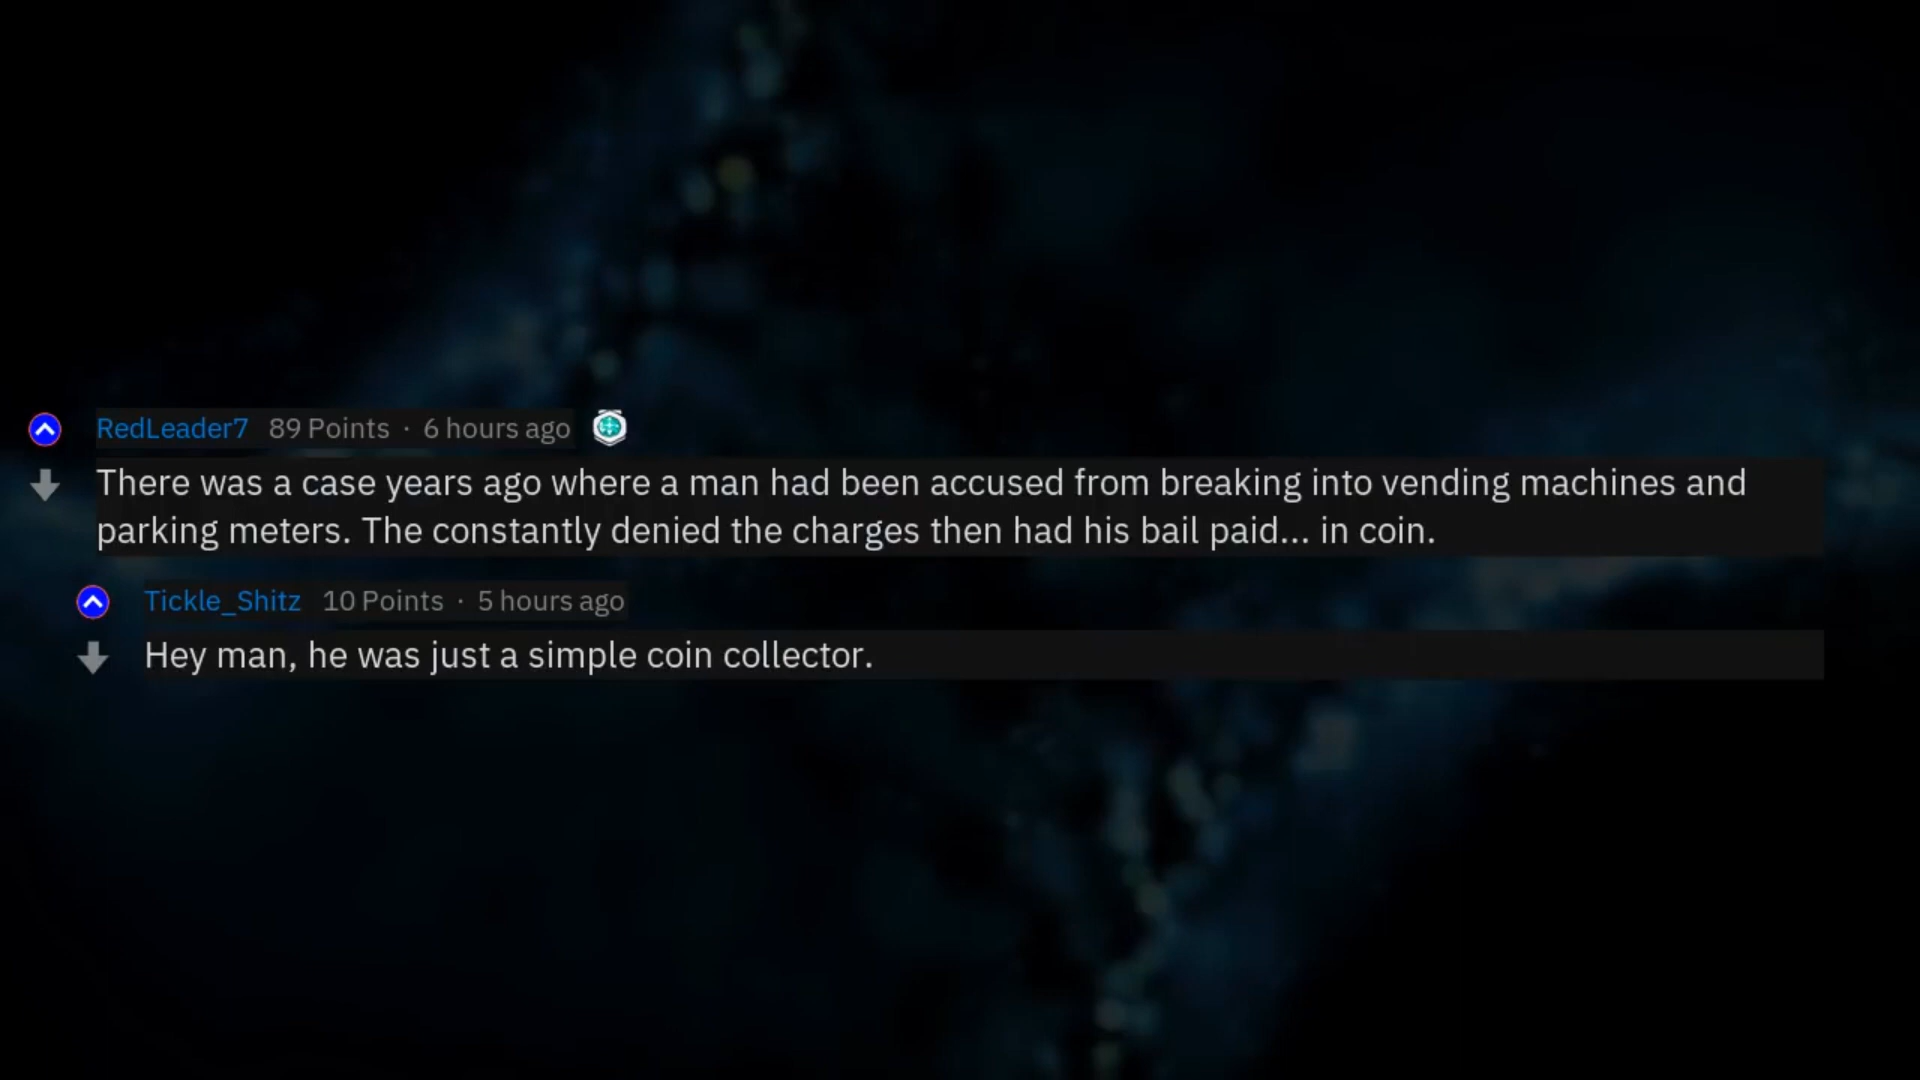 RedLeader7 89 Points · 6 hours ago
There was a case years ago where a man had been accused from breaking into vending machines and
parking meters. The constantly denied the charges then had his bail paid... in coin.
Tickle_Shitz 10 Points · 5 hours ago
Hey man, he was just a simple coin collector.